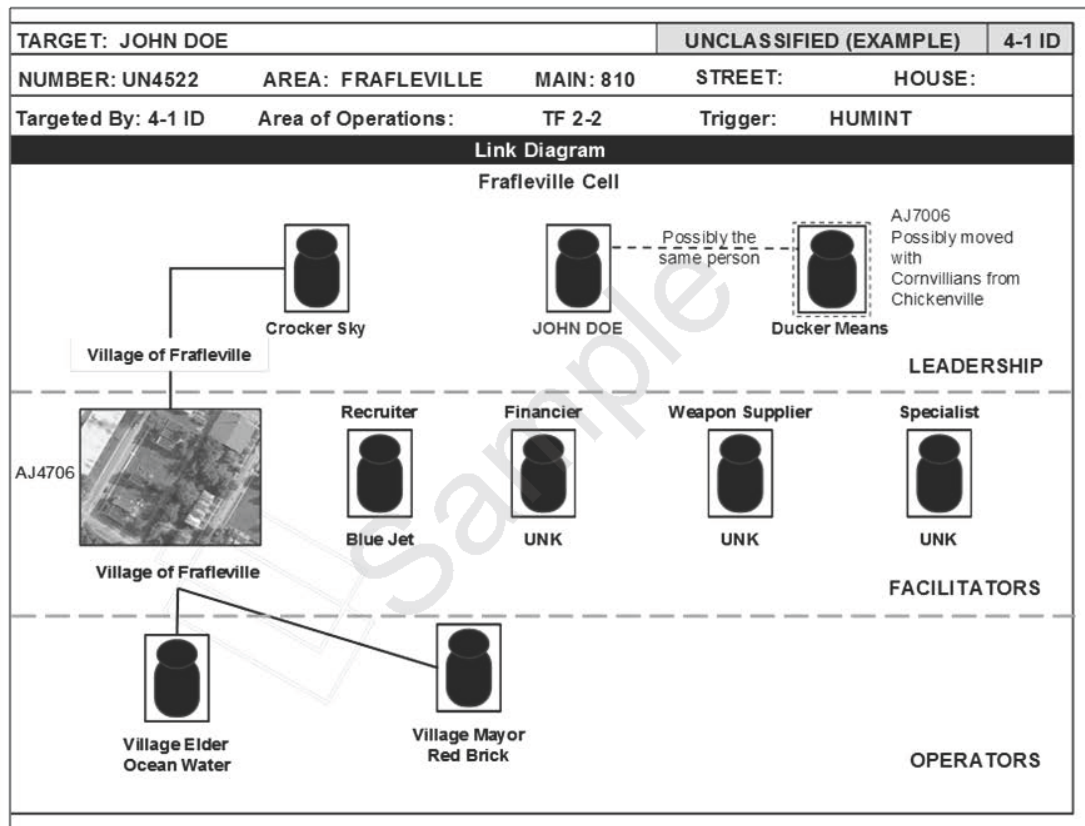 TARGET: JOHN DOE UNCLASSIFIED (EXAMPLE) 4-1 ID
NUMBER: UN4522 AREA: FRAFLEVILLE MAIN: 810 STREET: HOUSE:
Targeted By: 4-1 ID Area of Operations: TF 2-2 Trigger: HUMINT
Link Diagram
Frafleville Cell
Crocker Sky
JOHN DOE
Possibly the
same person
Ducker Means
AJ7006
Possibly moved
with
Cornvillians from
Chickenville
Village of Frafleville
LEADERSHIP
AJ4706
Village of Frafleville
Recruiter
Blue Jet
Financier
UNK
Weapon Supplier
UNK
Specialist
UNK
FACILITATORS
Village Elder
Ocean Water
Village Mayor
Red Brick
OPERATORS
Sample